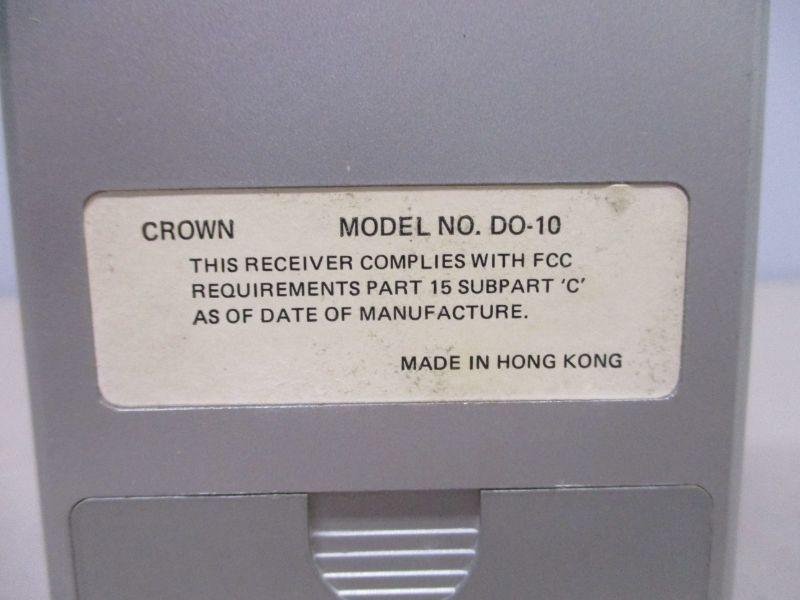 CROWN MODEL NO. DO-10
THIS RECEIVER COMPLIES WITH FCC
REQUIREMENTS PART 15 SUBPART 'C'
AS OF DATE OF MANUFACTURE.
MADE IN HONG KONG